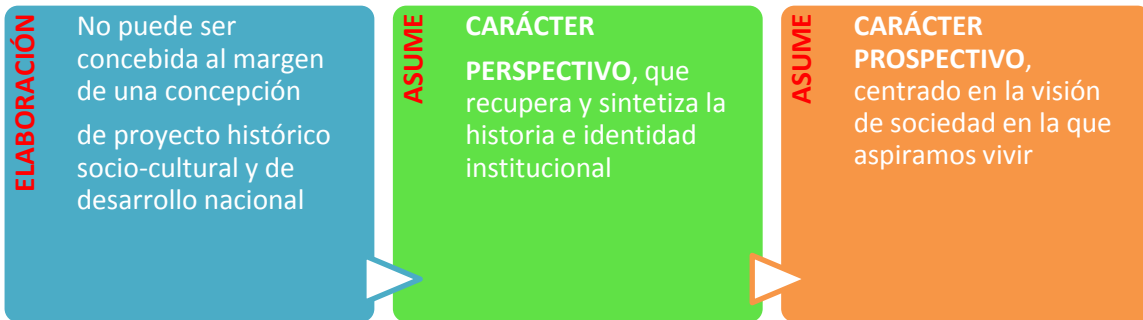 ELABORACIÓN
No puede ser
concebida al margen
de una concepción
de proyecto histórico
socio-cultural y de
desarrollo nacional
ASUME
CARÁCTER
PERSPECTIVO, que
recupera y sintetiza la
historia e identidad
institucional
ASUME
CARÁCTER
PROSPECTIVO,
centrado en la visión
de sociedad en la que
aspiramos vivir